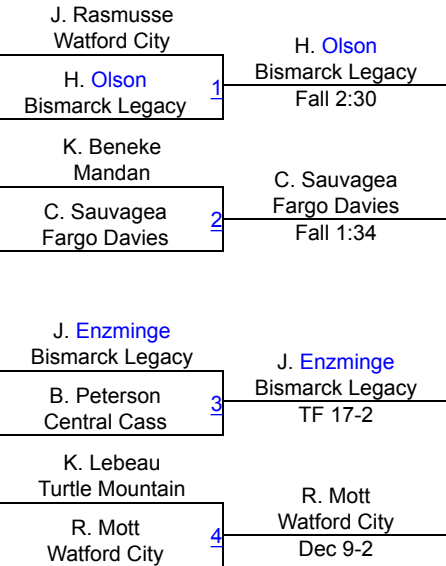 J. Rasmusse
Watford City
H. Olson
Bismarck Legacy
1
H. Olson
Bismarck Legacy
Fall 2:30
K. Beneke
Mandan
C. Sauvagea
Fargo Davies
2
C. Sauvagea
Fargo Davies
Fall 1:34
J. Enzminge
Bismarck Legacy
B. Peterson
Central Cass
3
J. Enzminge
Bismarck Legacy
TF 17-2
K. Lebeau
Turtle Mountain
R. Mott
Watford City
4
R. Mott
Watford City
Dec 9-2